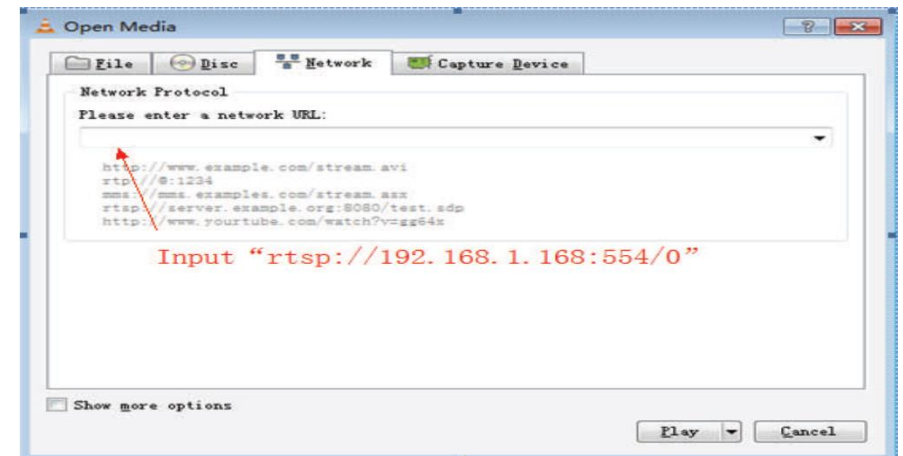 Open Media
File Disc Network Capture Device
Network Protocol
Please enter a network URL:
http://www.example.com/stream.avi
rtp://@:1234
mms://mms.examples.com/stream.asx
rtsp://server.example.org:8080/test.sdp
http://www.yourtube.com/watch?v=gg64x
Input “rtsp://192.168.1.168:554/0”
Show more options
Play Cancel